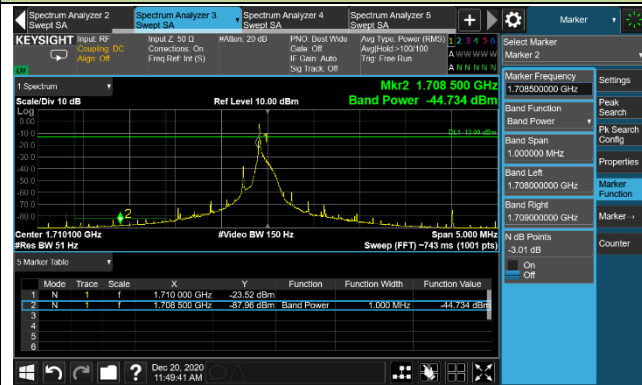 Spectrum Analyzer 2
Swept SA
Spectrum Analyzer 3
Swept SA
Spectrum Analyzer 4
Swept SA
Spectrum Analyzer 5
Swept SA
+
Marker
KEYSIGHT
Input: RF
Coupling: DC
Align: Off
Input Z: 50 Ω
Corrections: On
Freq Ref: Int (S)
#Atten: 20 dB
PNO: Best Wide
Gate: Off
IF Gain: Auto
Sig Track: Off
Avg Type: Power (RMS)
Avg|Hold:>100/100
Trig: Free Run
1 2 3 4 5 6
A W W W W W
A N N N N N
LXI
Select Marker
Marker 2
1 Spectrum
Mkr2 1.708 500 GHz
Scale/Div 10 dB
Ref Level 10.00 dBm
Band Power -44.734 dBm
Log
0.00
-10.0
-20.0
-30.0
-40.0
-50.0
-60.0
-70.0
-80.0
DL1 -13.00 dBm
1
2
Center 1.710100 GHz
#Video BW 150 Hz
Span 5.000 MHz
#Res BW 51 Hz
Sweep (FFT) ~743 ms (1001 pts)
5 Marker Table
Mode Trace Scale X Y Function Function Width Function Value
1 N 1 f 1.710 000 GHz -23.52 dBm
2 N 1 f 1.708 500 GHz -87.96 dBm Band Power 1.000 MHz -44.734 dBm
3
4
5
6
Marker Frequency
1.708500000 GHz
Band Function
Band Power
Band Span
1.000000 MHz
Band Left
1.708000000 GHz
Band Right
1.709000000 GHz
N dB Points
-3.01 dB
On
Off
Settings
Peak
Search
Pk Search
Config
Properties
Marker
Function
Marker→
Counter
?
Dec 20, 2020
11:49:41 AM